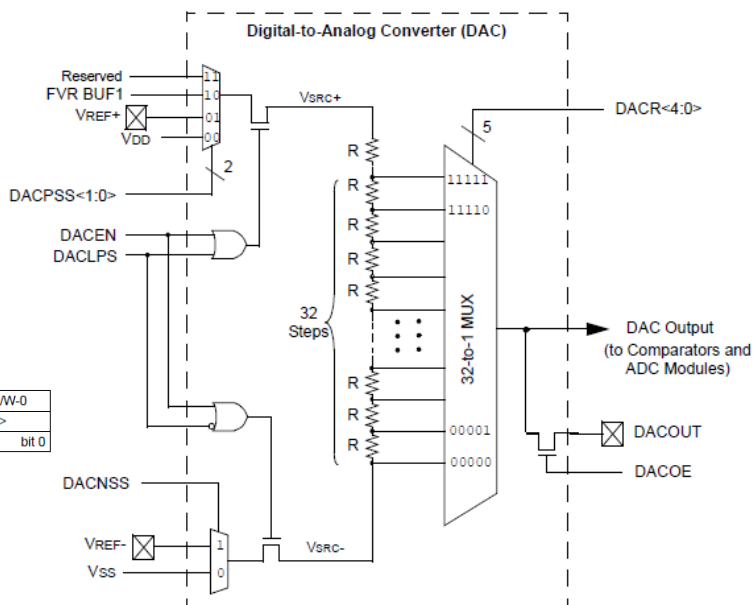 Digital-to-Analog Converter (DAC)
Reserved
11
FVR BUF1
10
VSRC+
VREF+
01
DACR<4:0>
VDD
00
5
R
2
R
11111
DACPSS<1:0>
11110
R
DACEN
DACLPS
R
R
32
Steps
32-to-1 MUX
DAC Output
(to Comparators and
ADC Modules)
R
/W-0
>
bit 0
R
00001
DACOUT
R
00000
DACOE
DACNSS
VREF-
1
VSRC-
VSS
0